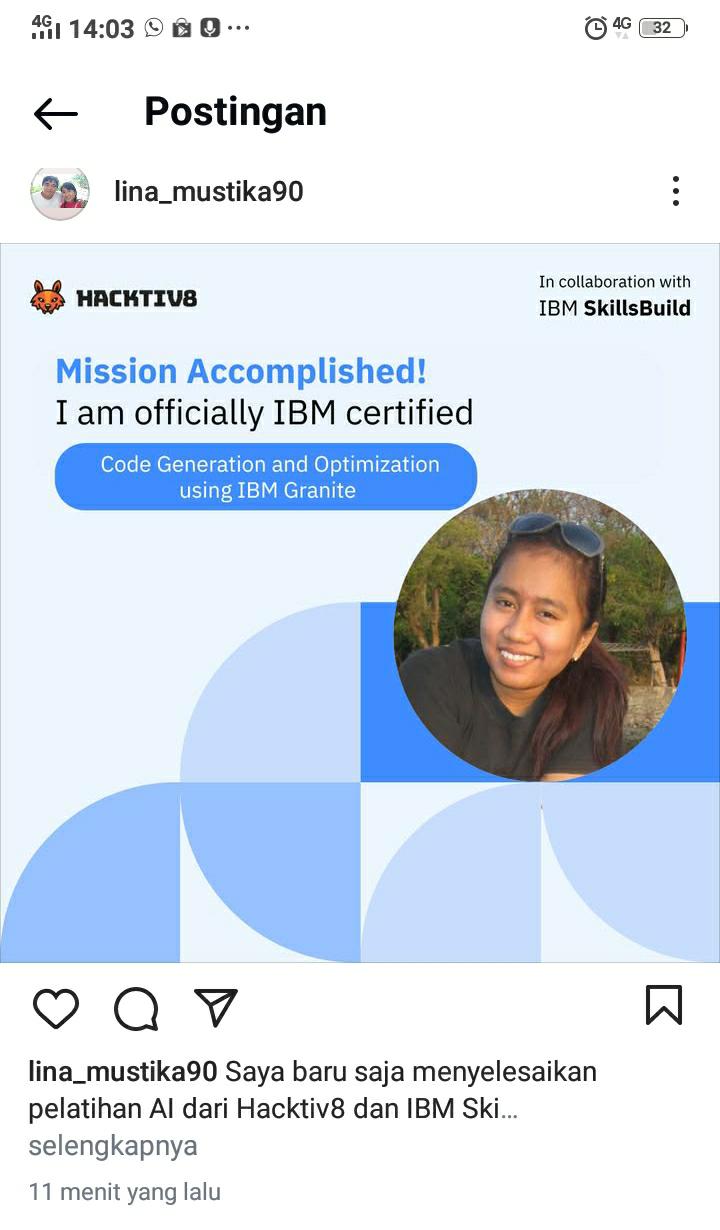 4G 14:03 4G 32
Postingan
lina_mustika90
HACKTIV8
In collaboration with
IBM SkillsBuild
Mission Accomplished!
I am officially IBM certified
Code Generation and Optimization
using IBM Granite
lina_mustika90 Saya baru saja menyelesaikan
pelatihan AI dari Hacktiv8 dan IBM Ski...
selengkapnya
11 menit yang lalu